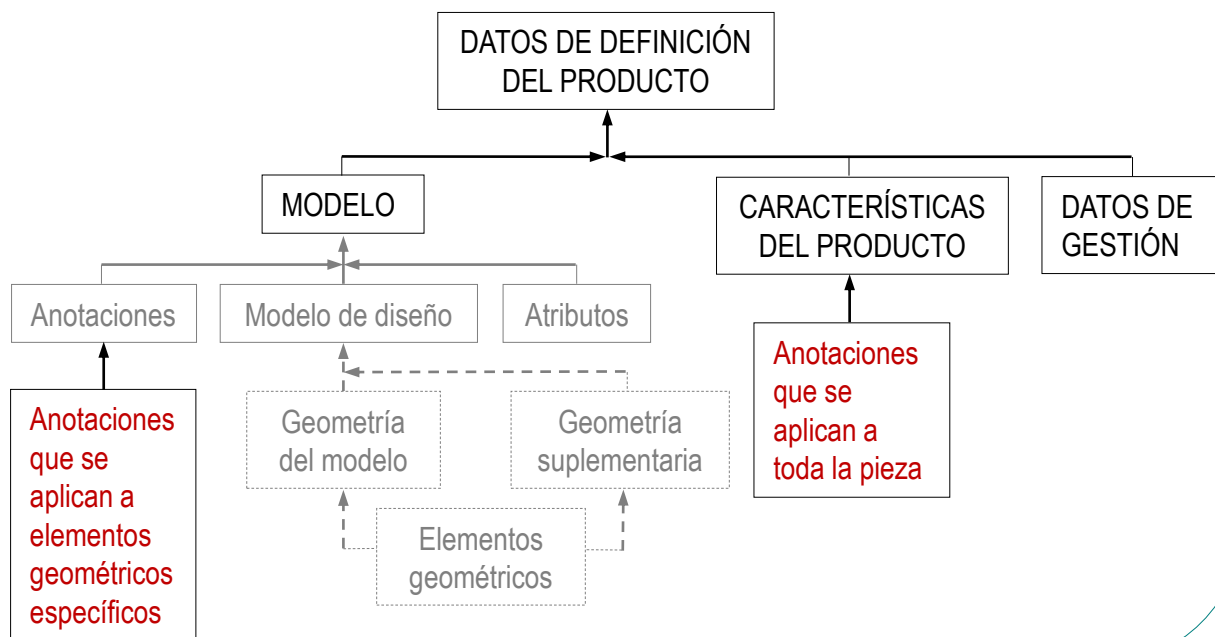 DATOS DE DEFINICIÓN
DEL PRODUCTO
MODELO
CARACTERÍSTICAS
DEL PRODUCTO
DATOS DE
GESTIÓN
Anotaciones
Modelo de diseño
Atributos
Anotaciones
que se
aplican a
elementos
geométricos
específicos
Geometría
del modelo
Geometría
suplementaria
Elementos
geométricos
Anotaciones
que se
aplican a
toda la pieza